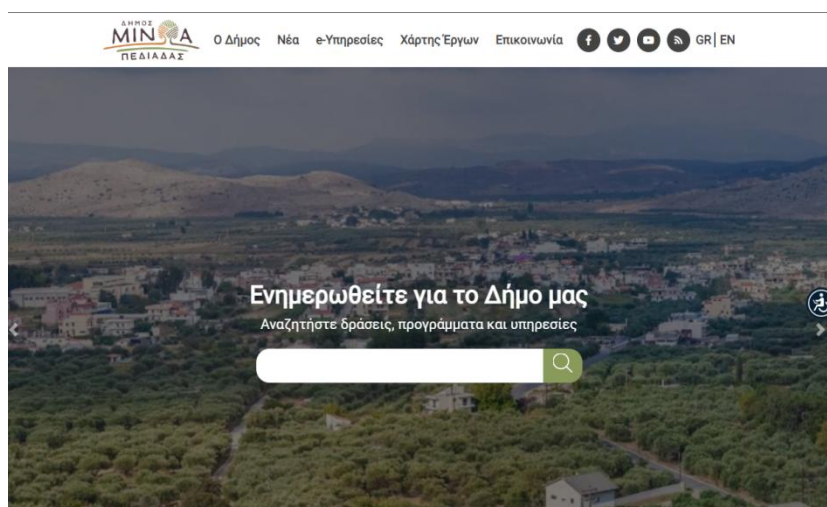 ΔΗΜΟΣ
ΜΙΝΩΑ
ΠΕΔΙΑΔΑΣ
Ο Δήμος Νέα e-Υπηρεσίες Χάρτης Έργων Επικοινωνία GR| EN
Ενημερωθείτε για το Δήμο μας
Αναζητήστε δράσεις, προγράμματα και υπηρεσίες